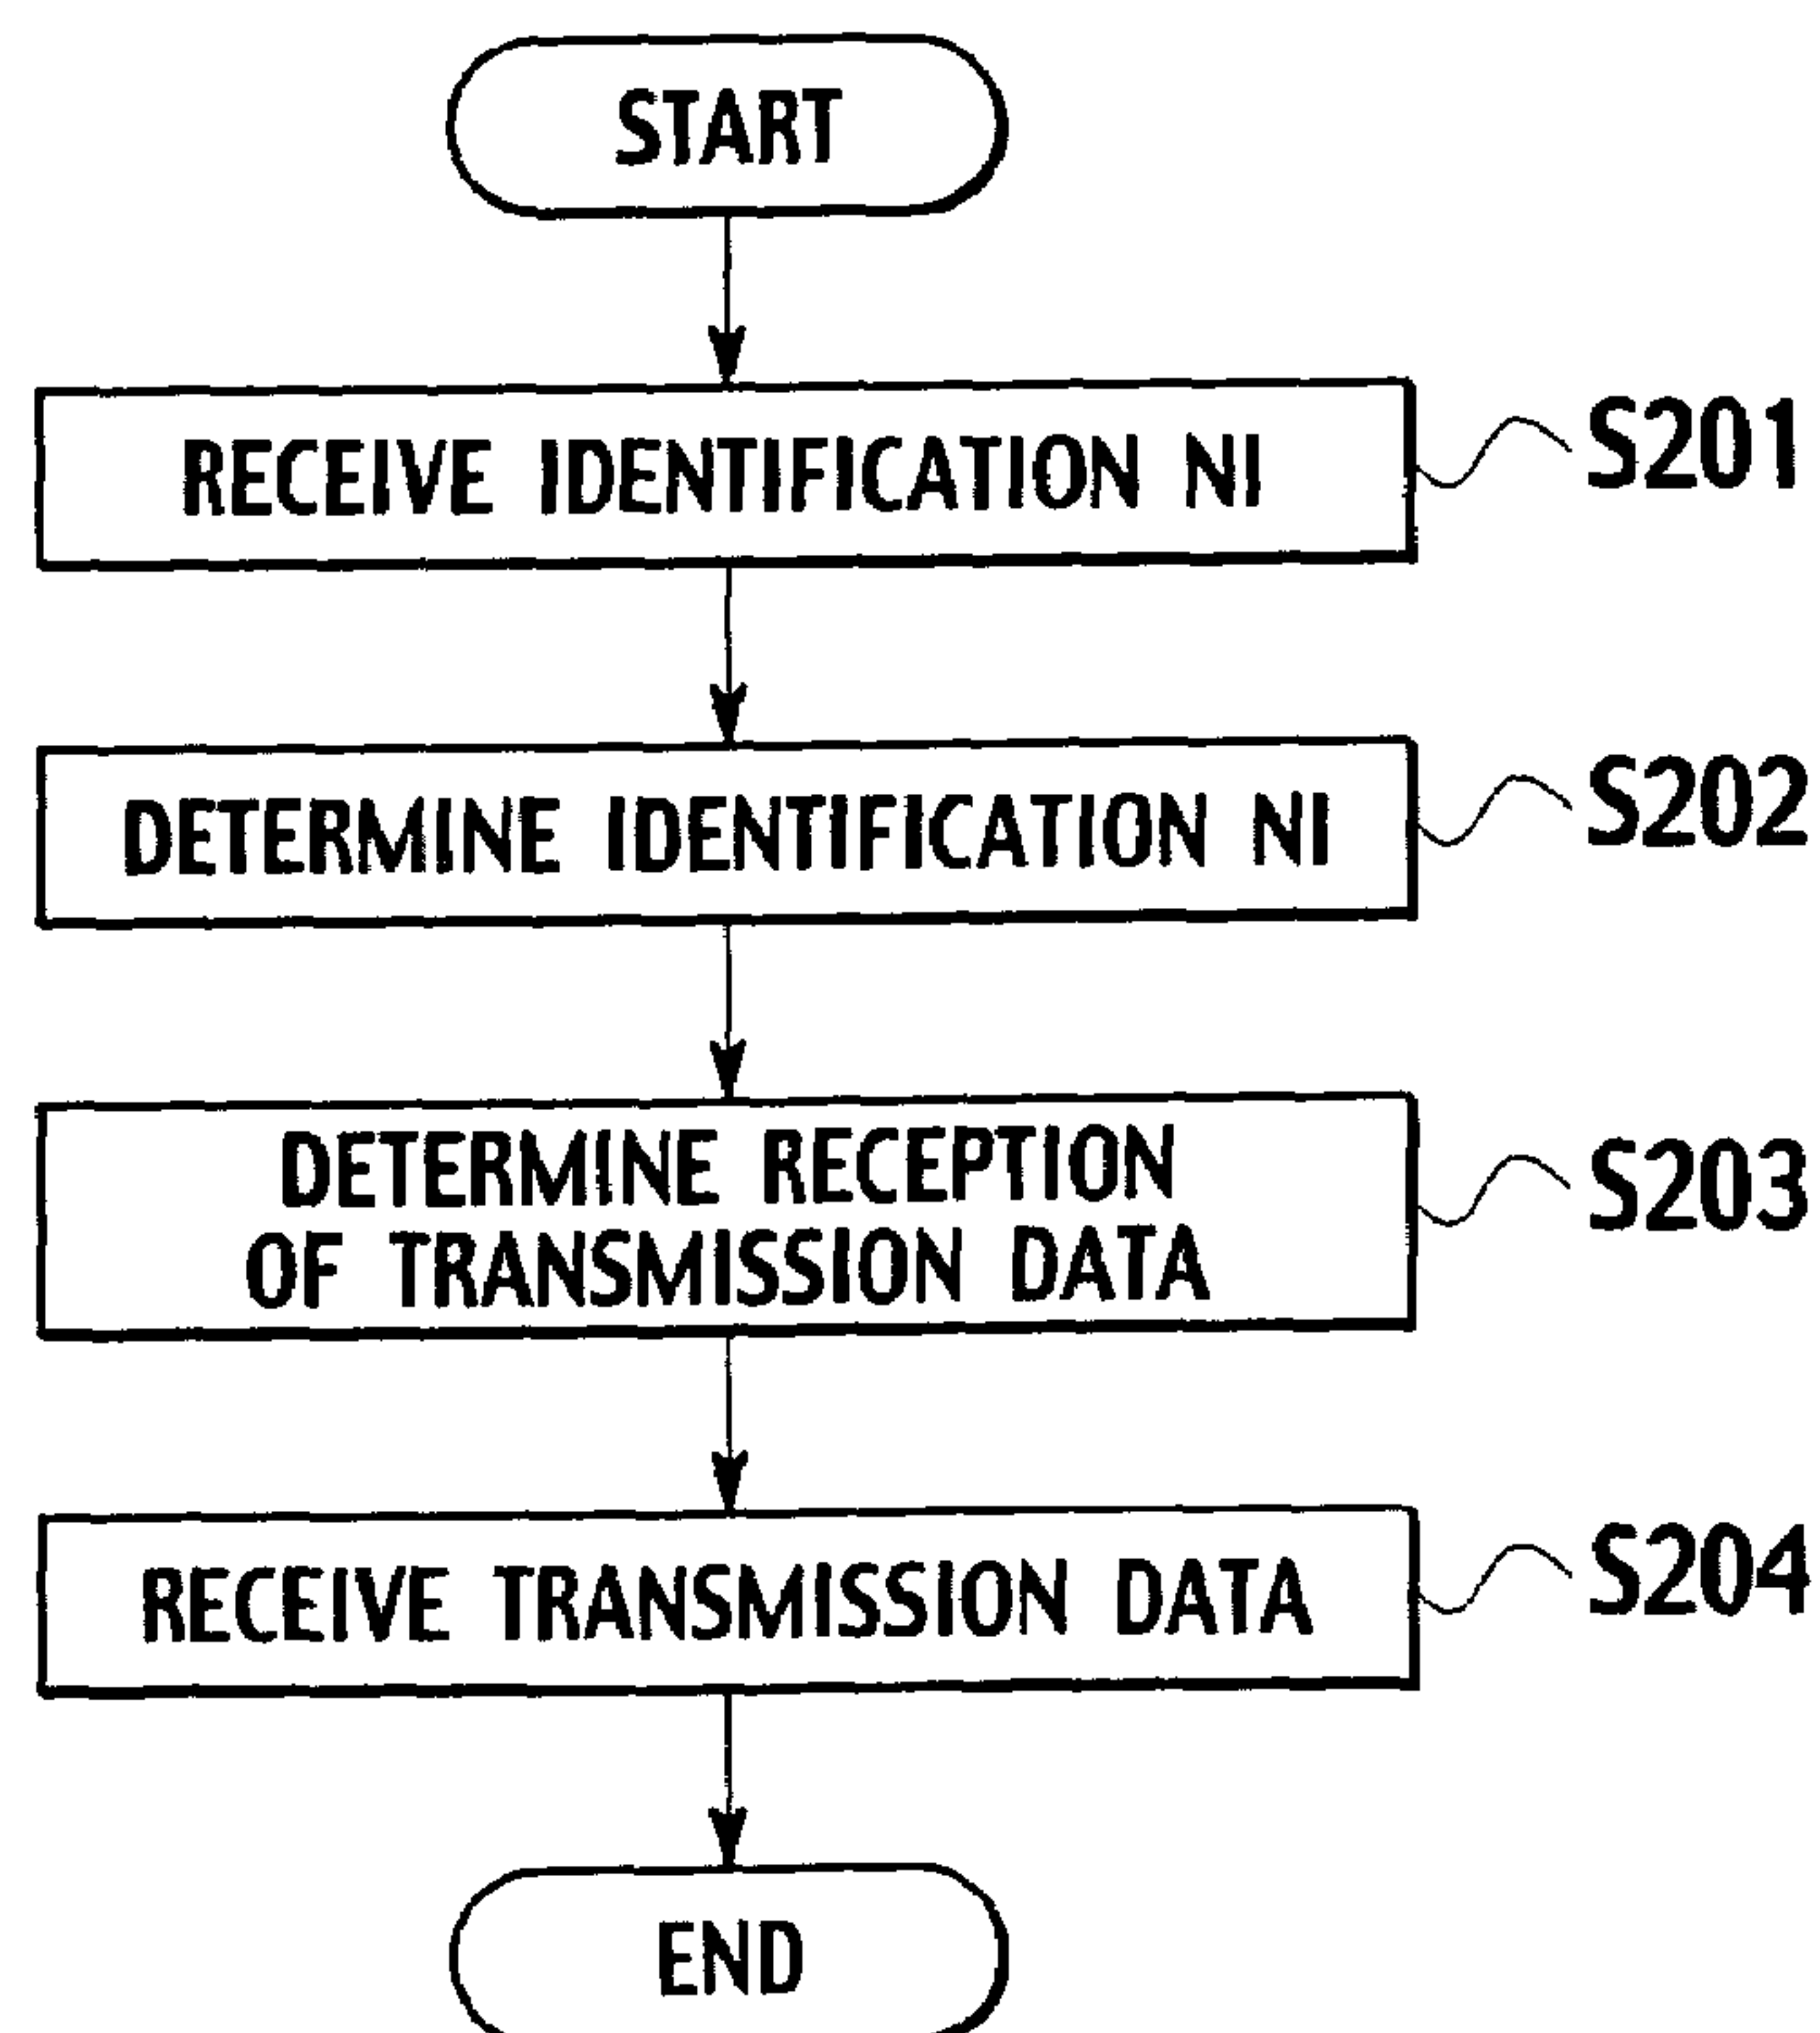 START
RECEIVE IDENTIFICATION NI
S201
DETERMINE IDENTIFICATION NI
S202
DETERMINE RECEPTION
OF TRANSMISSION DATA
S203
RECEIVE TRANSMISSION DATA
S204
END